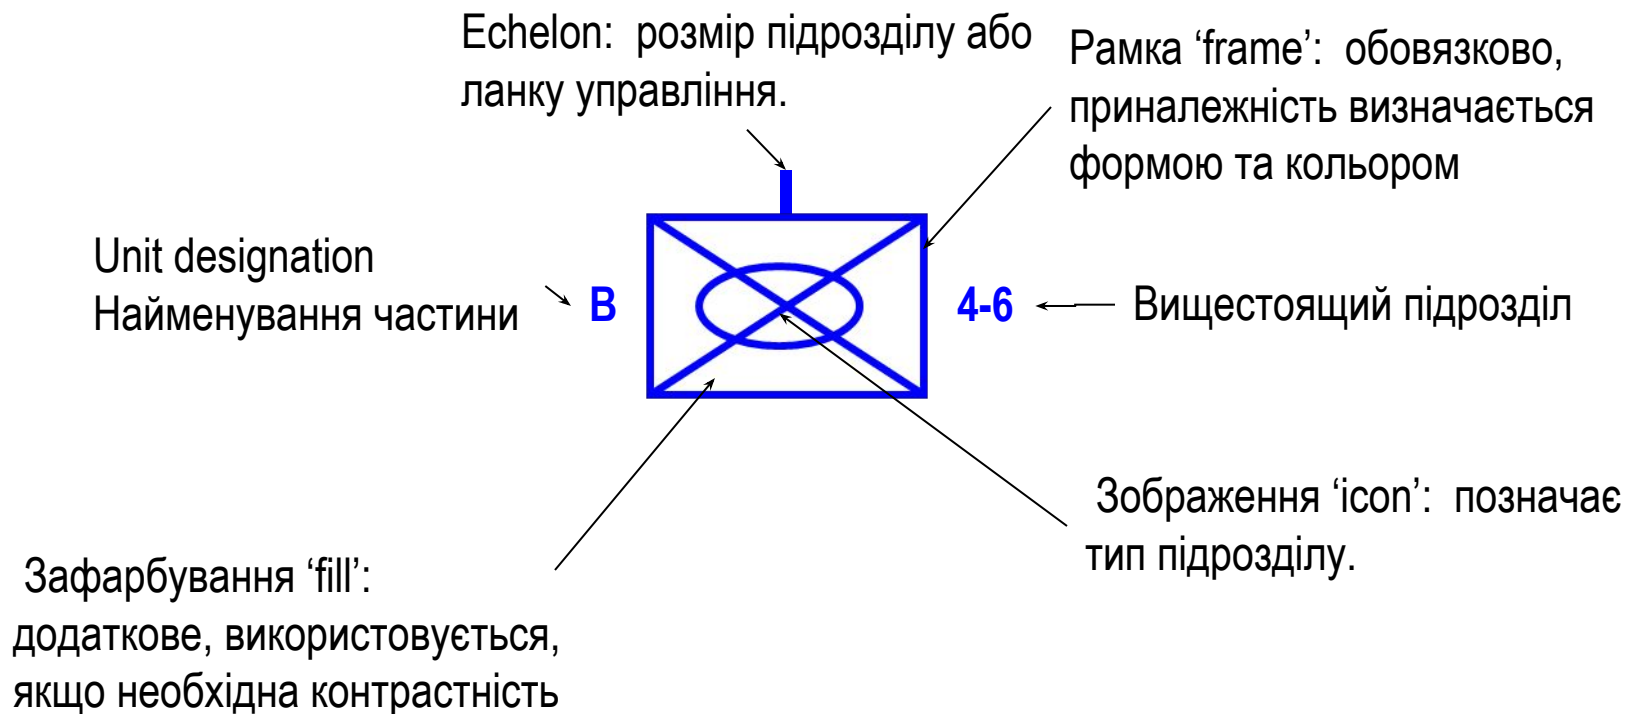 Echelon: розмір підрозділу або
ланку управління.
Рамка ‘frame’: обовязково,
приналежність визначається
формою та кольором
Unit designation
Найменування частини
B
4-6
Вищестоящий підрозділ
Зображення ‘icon’: позначає
тип підрозділу.
Зафарбування ‘fill’:
додаткове, використовується,
якщо необхідна контрастність